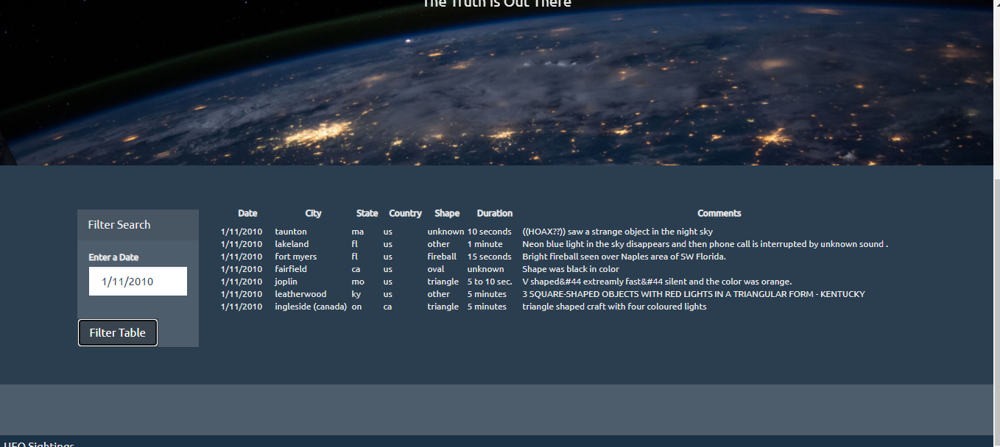 The Truth Is Out There
Filter Search
Enter a Date
1/11/2010
Filter Table
Date City State Country Shape Duration Comments
1/11/2010 taunton ma us unknown 10 seconds ((HOAX??)) saw a strange object in the night sky
1/11/2010 lakeland fl us other 1 minute Neon blue light in the sky disappears and then phone call is interrupted by unknown sound .
1/11/2010 fort myers fl us fireball 15 seconds Bright fireball seen over Naples area of SW Florida.
1/11/2010 fairfield ca us oval unknown Shape was black in color
1/11/2010 joplin mo us triangle 5 to 10 sec. V shaped&#44 extreamly fast&#44 silent and the color was orange.
1/11/2010 leatherwood ky us other 5 minutes 3 SQUARE-SHAPED OBJECTS WITH RED LIGHTS IN A TRIANGULAR FORM - KENTUCKY
1/11/2010 ingleside (canada) on ca triangle 5 minutes triangle shaped craft with four coloured lights
UFO Sightings